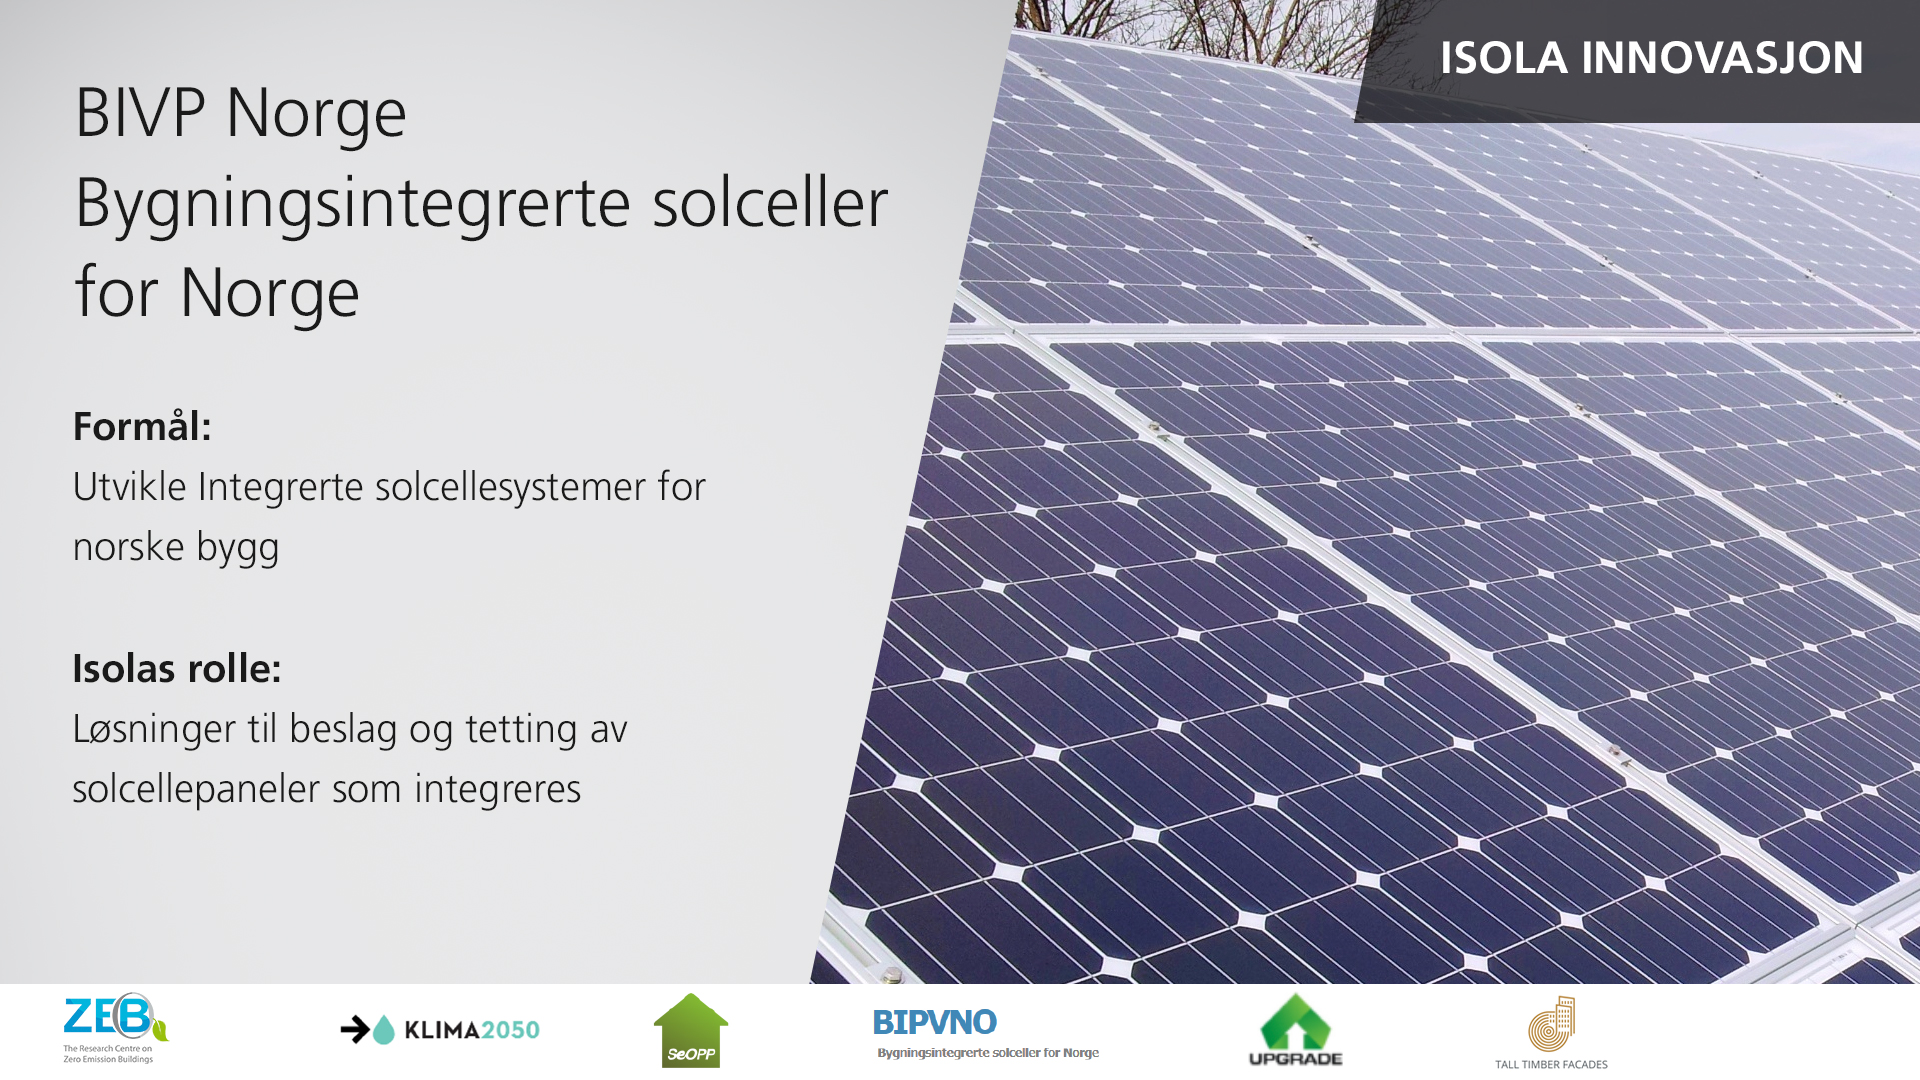 ISOLA INNOVASJON
BIVP Norge
Bygningsintegrerte solceller
for Norge
Formål:
Utvikle Integrerte solcellesystemer for
norske bygg
Isolas rolle:
Løsninger til beslag og tetting av
solcellepaneler som integreres
ZEB
The Research Centre on
Zero Emission Buildings
KLIMA2050
SeOPP
BIPVNO
Bygningsintegrerte solceller for Norge
UPGRADE
TALL TIMBER FACADES